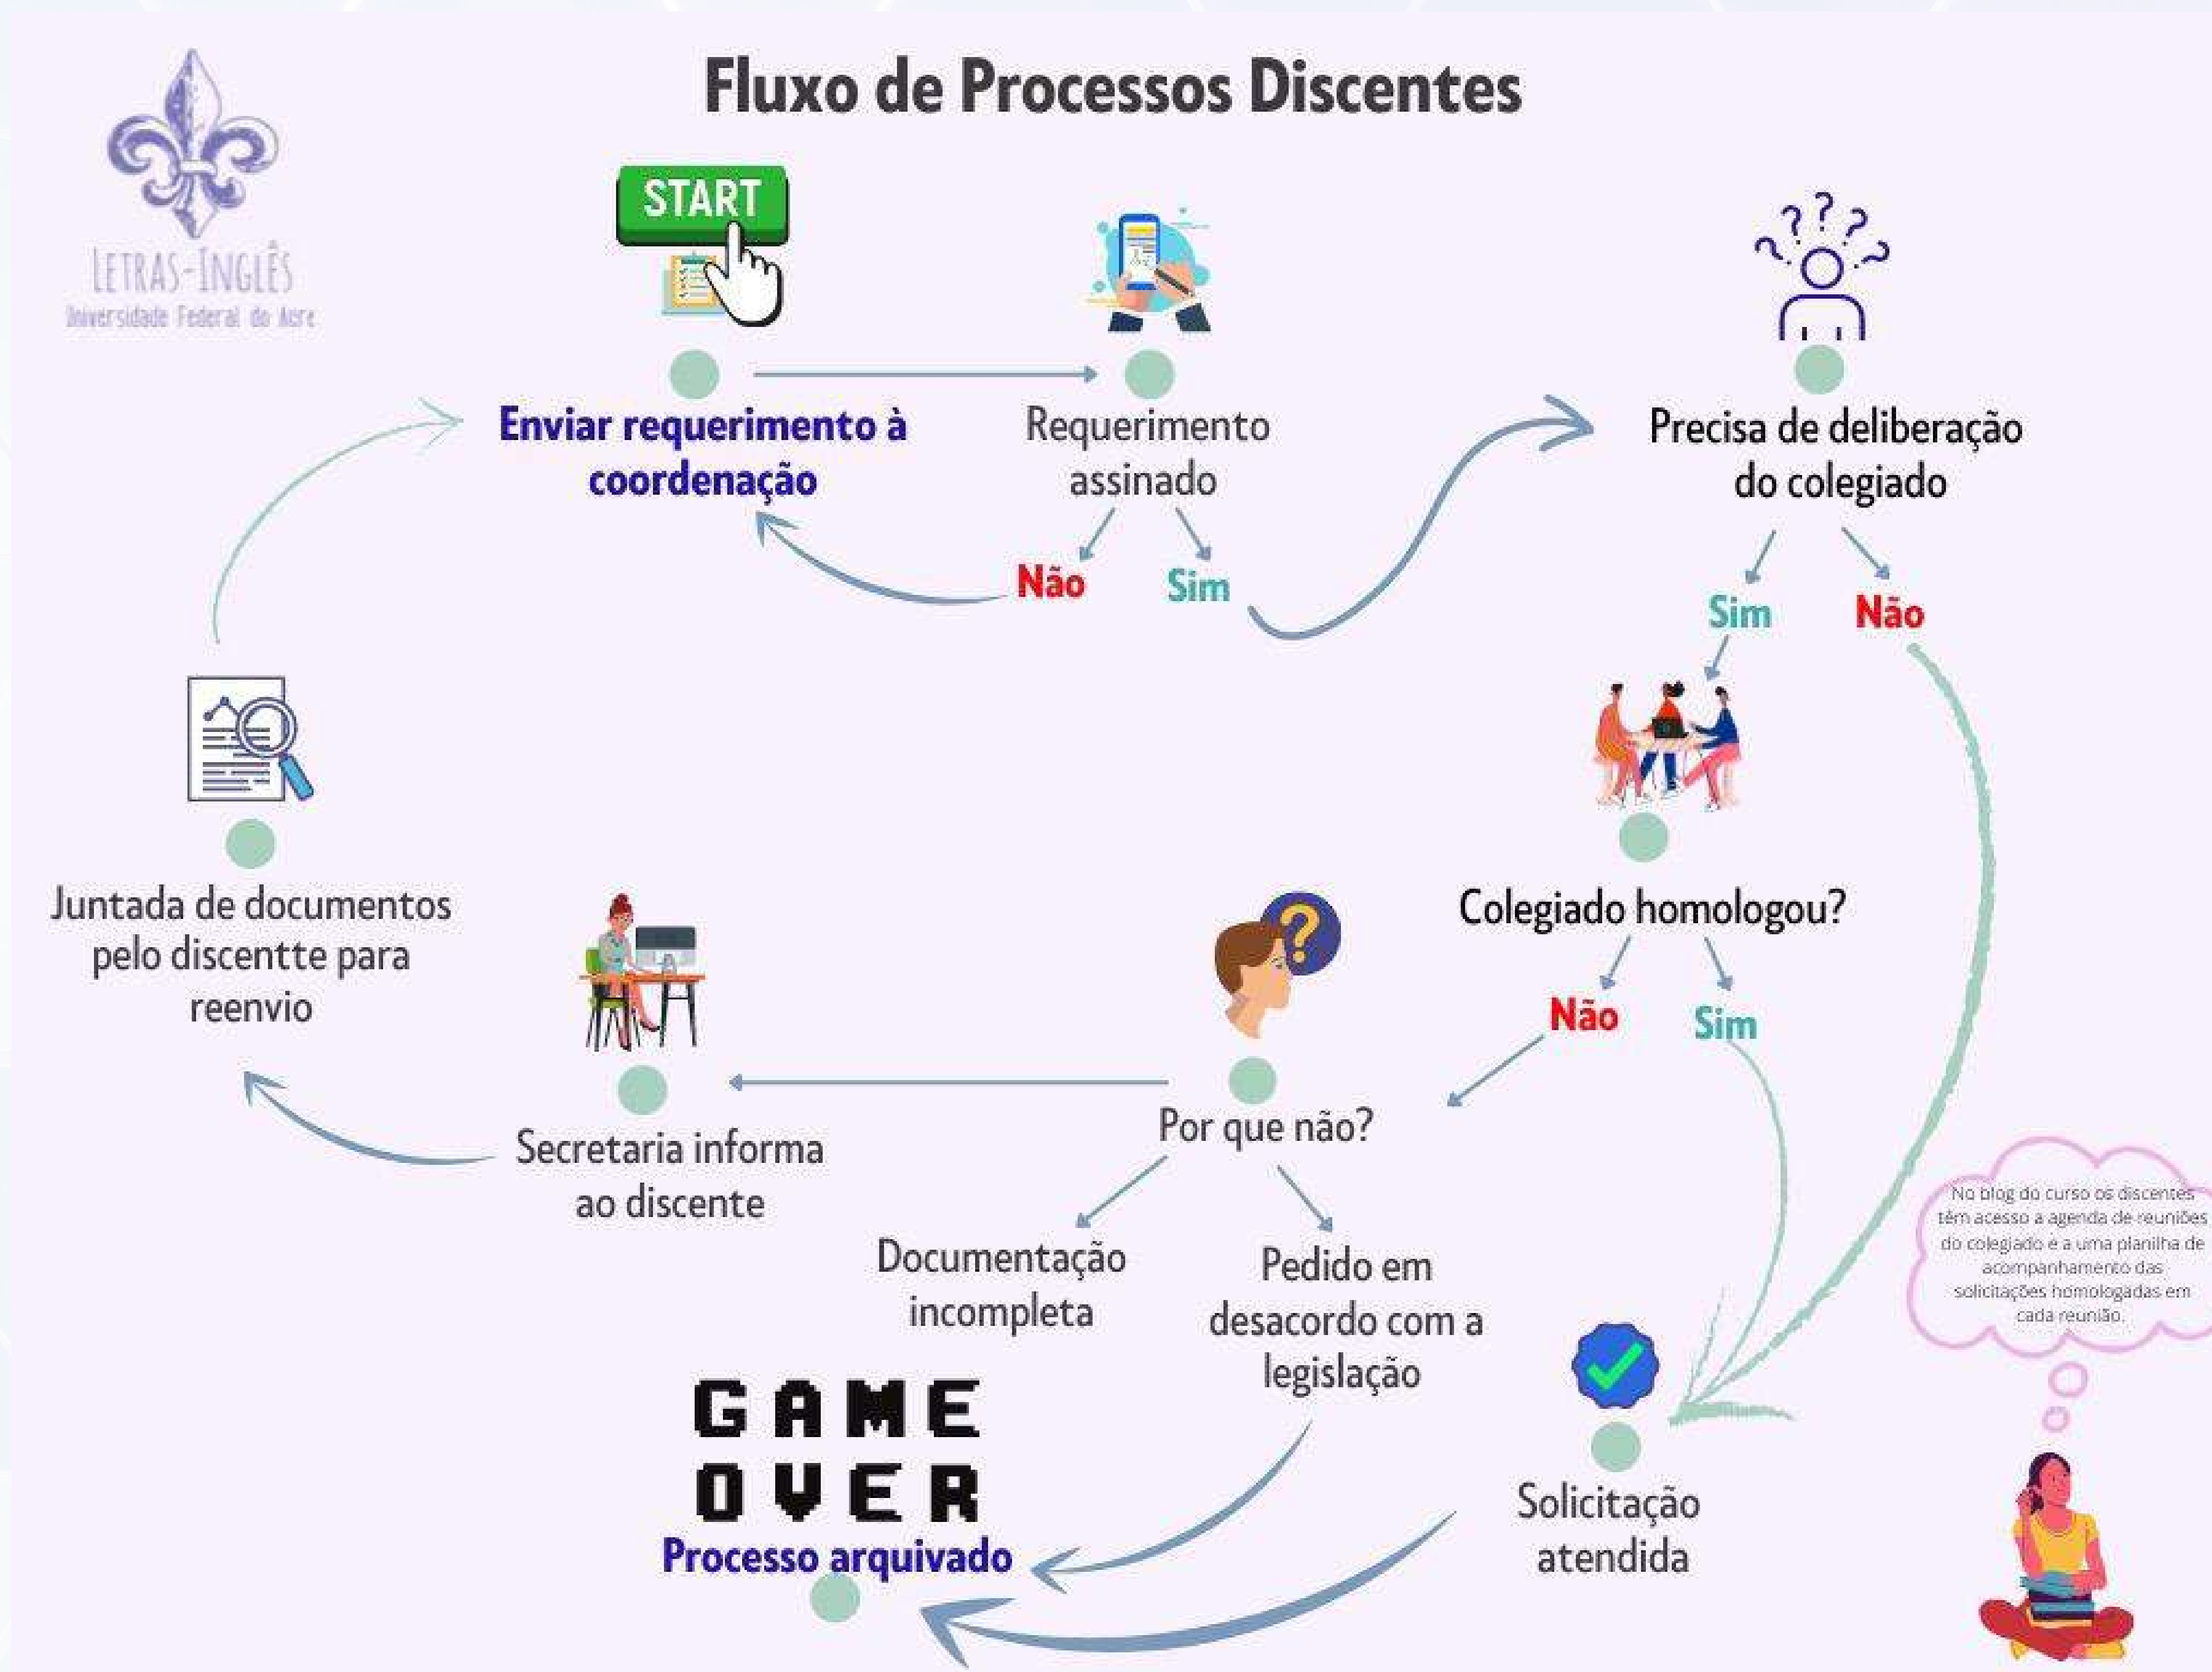 Fluxo de Processos Discentes
LETRAS-INGLÊS
Universidade Federal do Acre
START
Enviar requerimento à
coordenação
Requerimento
assinado
Não
Sim
Precisa de deliberação
do colegiado
Sim
Não
Colegiado homologou?
Não
Sim
Por que não?
Documentação
incompleta
Pedido em
desacordo com a
legislação
Secretaria informa
ao discente
Juntada de documentos
pelo discentte para
reenvio
Solicitação
atendida
GAME
OVER
Processo arquivado
No blog do curso os discentes
têm acesso a agenda de reuniões
do colegiado e a uma planilha de
acompanhamento das
solicitações homologadas em
cada reunião.